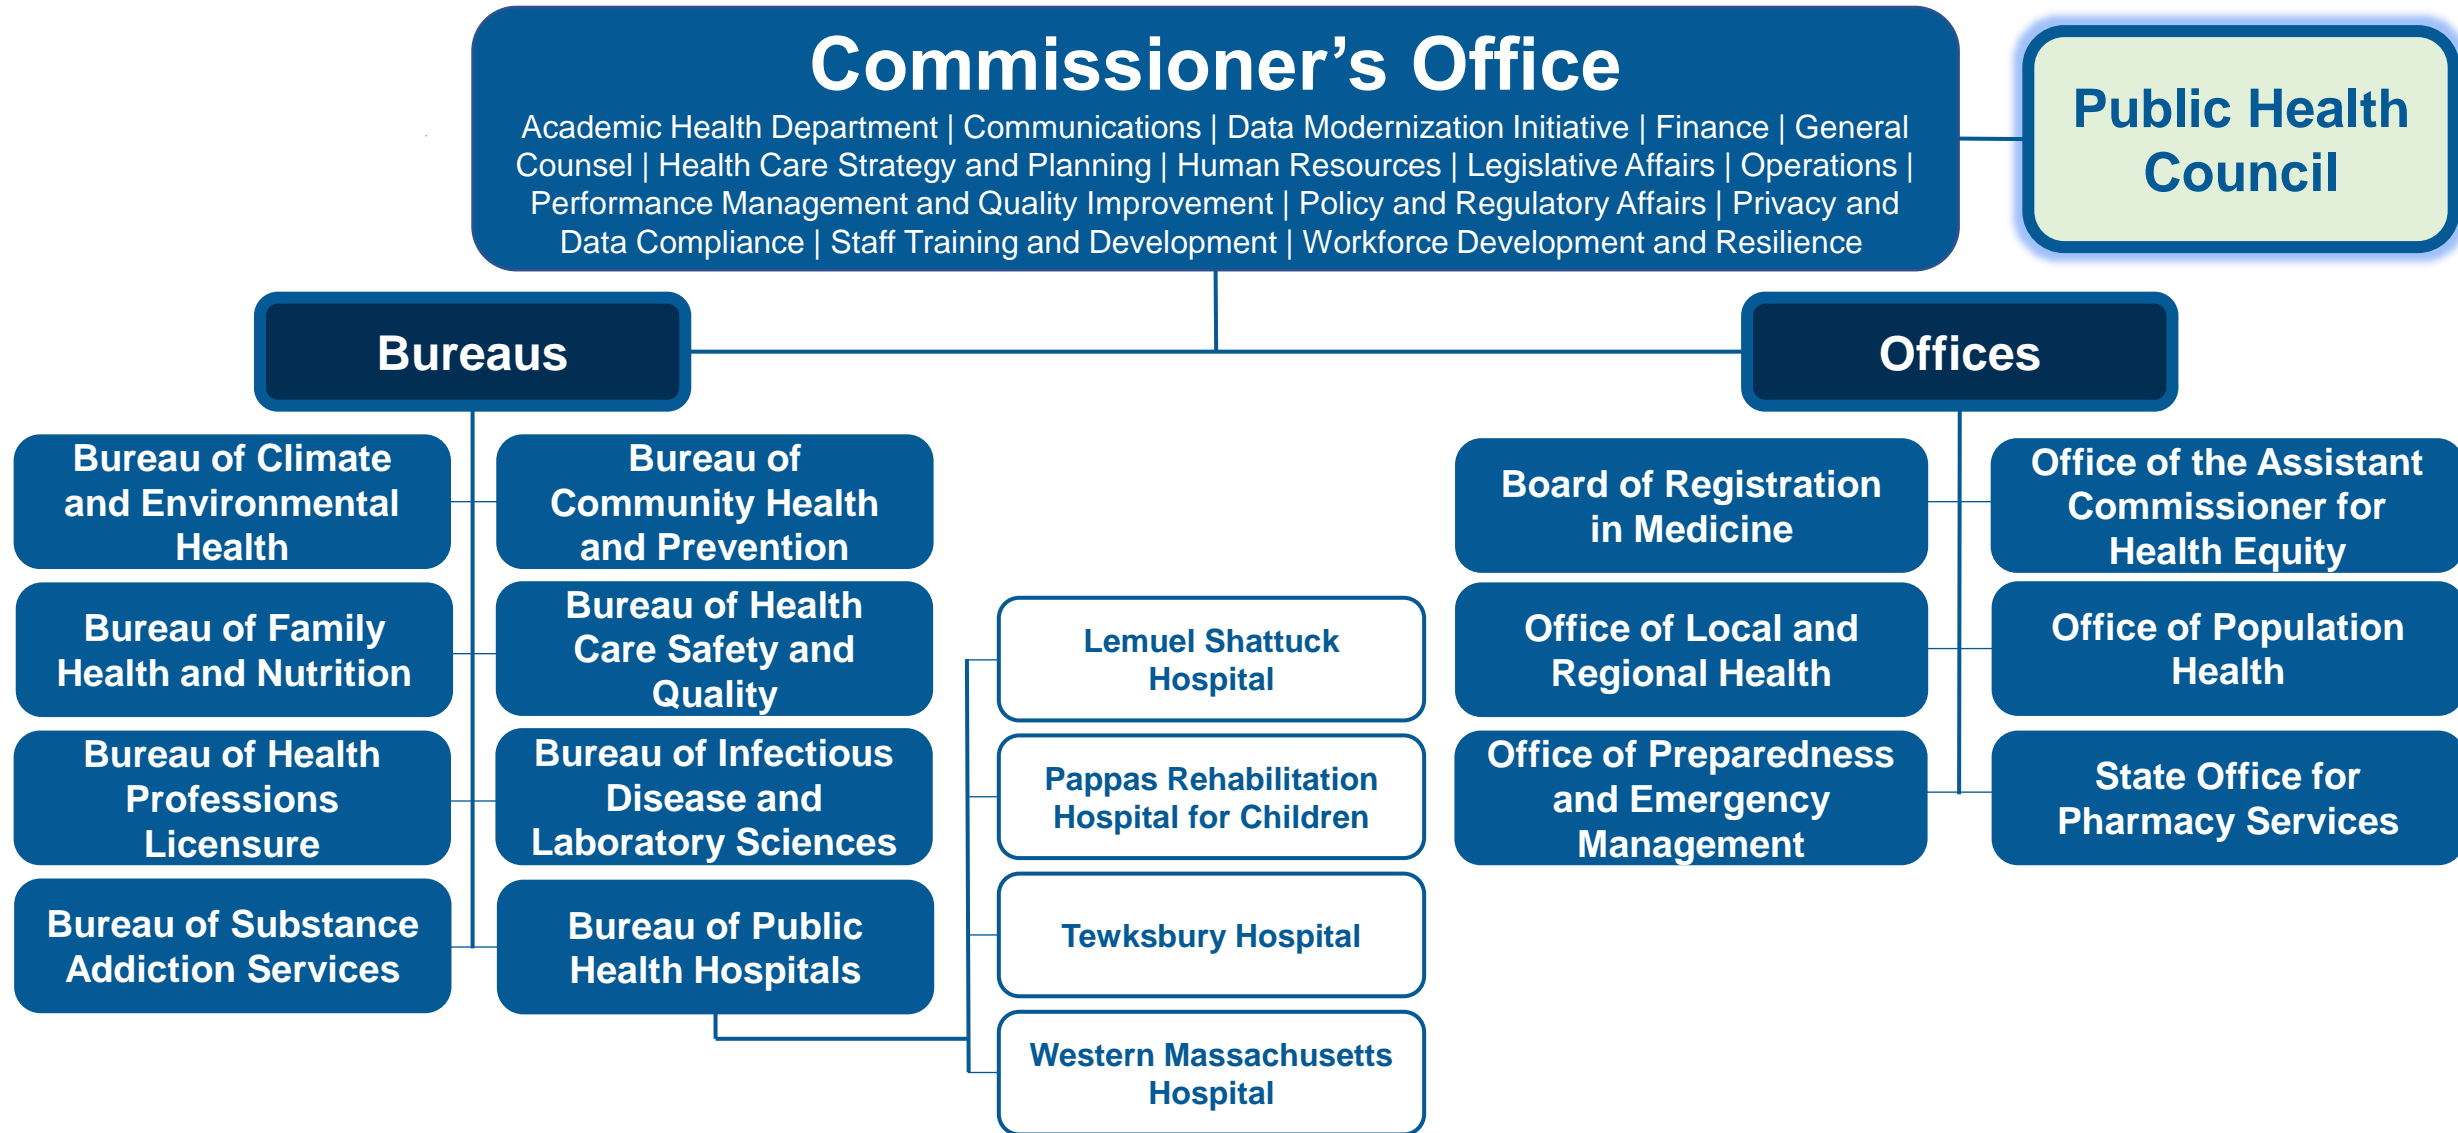 Commissioner’s Office
Academic Health Department | Communications | Data Modernization Initiative | Finance | General
Counsel | Health Care Strategy and Planning | Human Resources | Legislative Affairs | Operations |
Performance Management and Quality Improvement | Policy and Regulatory Affairs | Privacy and
Data Compliance | Staff Training and Development | Workforce Development and Resilience
Public Health
Council
Bureaus
Offices
Bureau of Climate
and Environmental
Health
Bureau of
Community Health
and Prevention
Bureau of Family
Health and Nutrition
Bureau of Health
Care Safety and
Quality
Bureau of Health
Professions
Licensure
Bureau of Infectious
Disease and
Laboratory Sciences
Bureau of Substance
Addiction Services
Bureau of Public
Health Hospitals
Lemuel Shattuck
Hospital
Pappas Rehabilitation
Hospital for Children
Tewksbury Hospital
Western Massachusetts
Hospital
Board of Registration
in Medicine
Office of the Assistant
Commissioner for
Health Equity
Office of Local and
Regional Health
Office of Population
Health
Office of Preparedness
and Emergency
Management
State Office for
Pharmacy Services